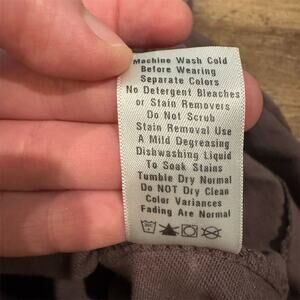 Machine Wash Cold
Before Wearing
Separate Colors
No Detergent Bleaches
or Stain Removers
Do Not Scrub
Stain Removal Use
A Mild Degreasing
Dishwashing Liquid
To Soak Stains
Tumble Dry Normal
Do NOT Dry Clean
Color Variances
Fading Are Normal